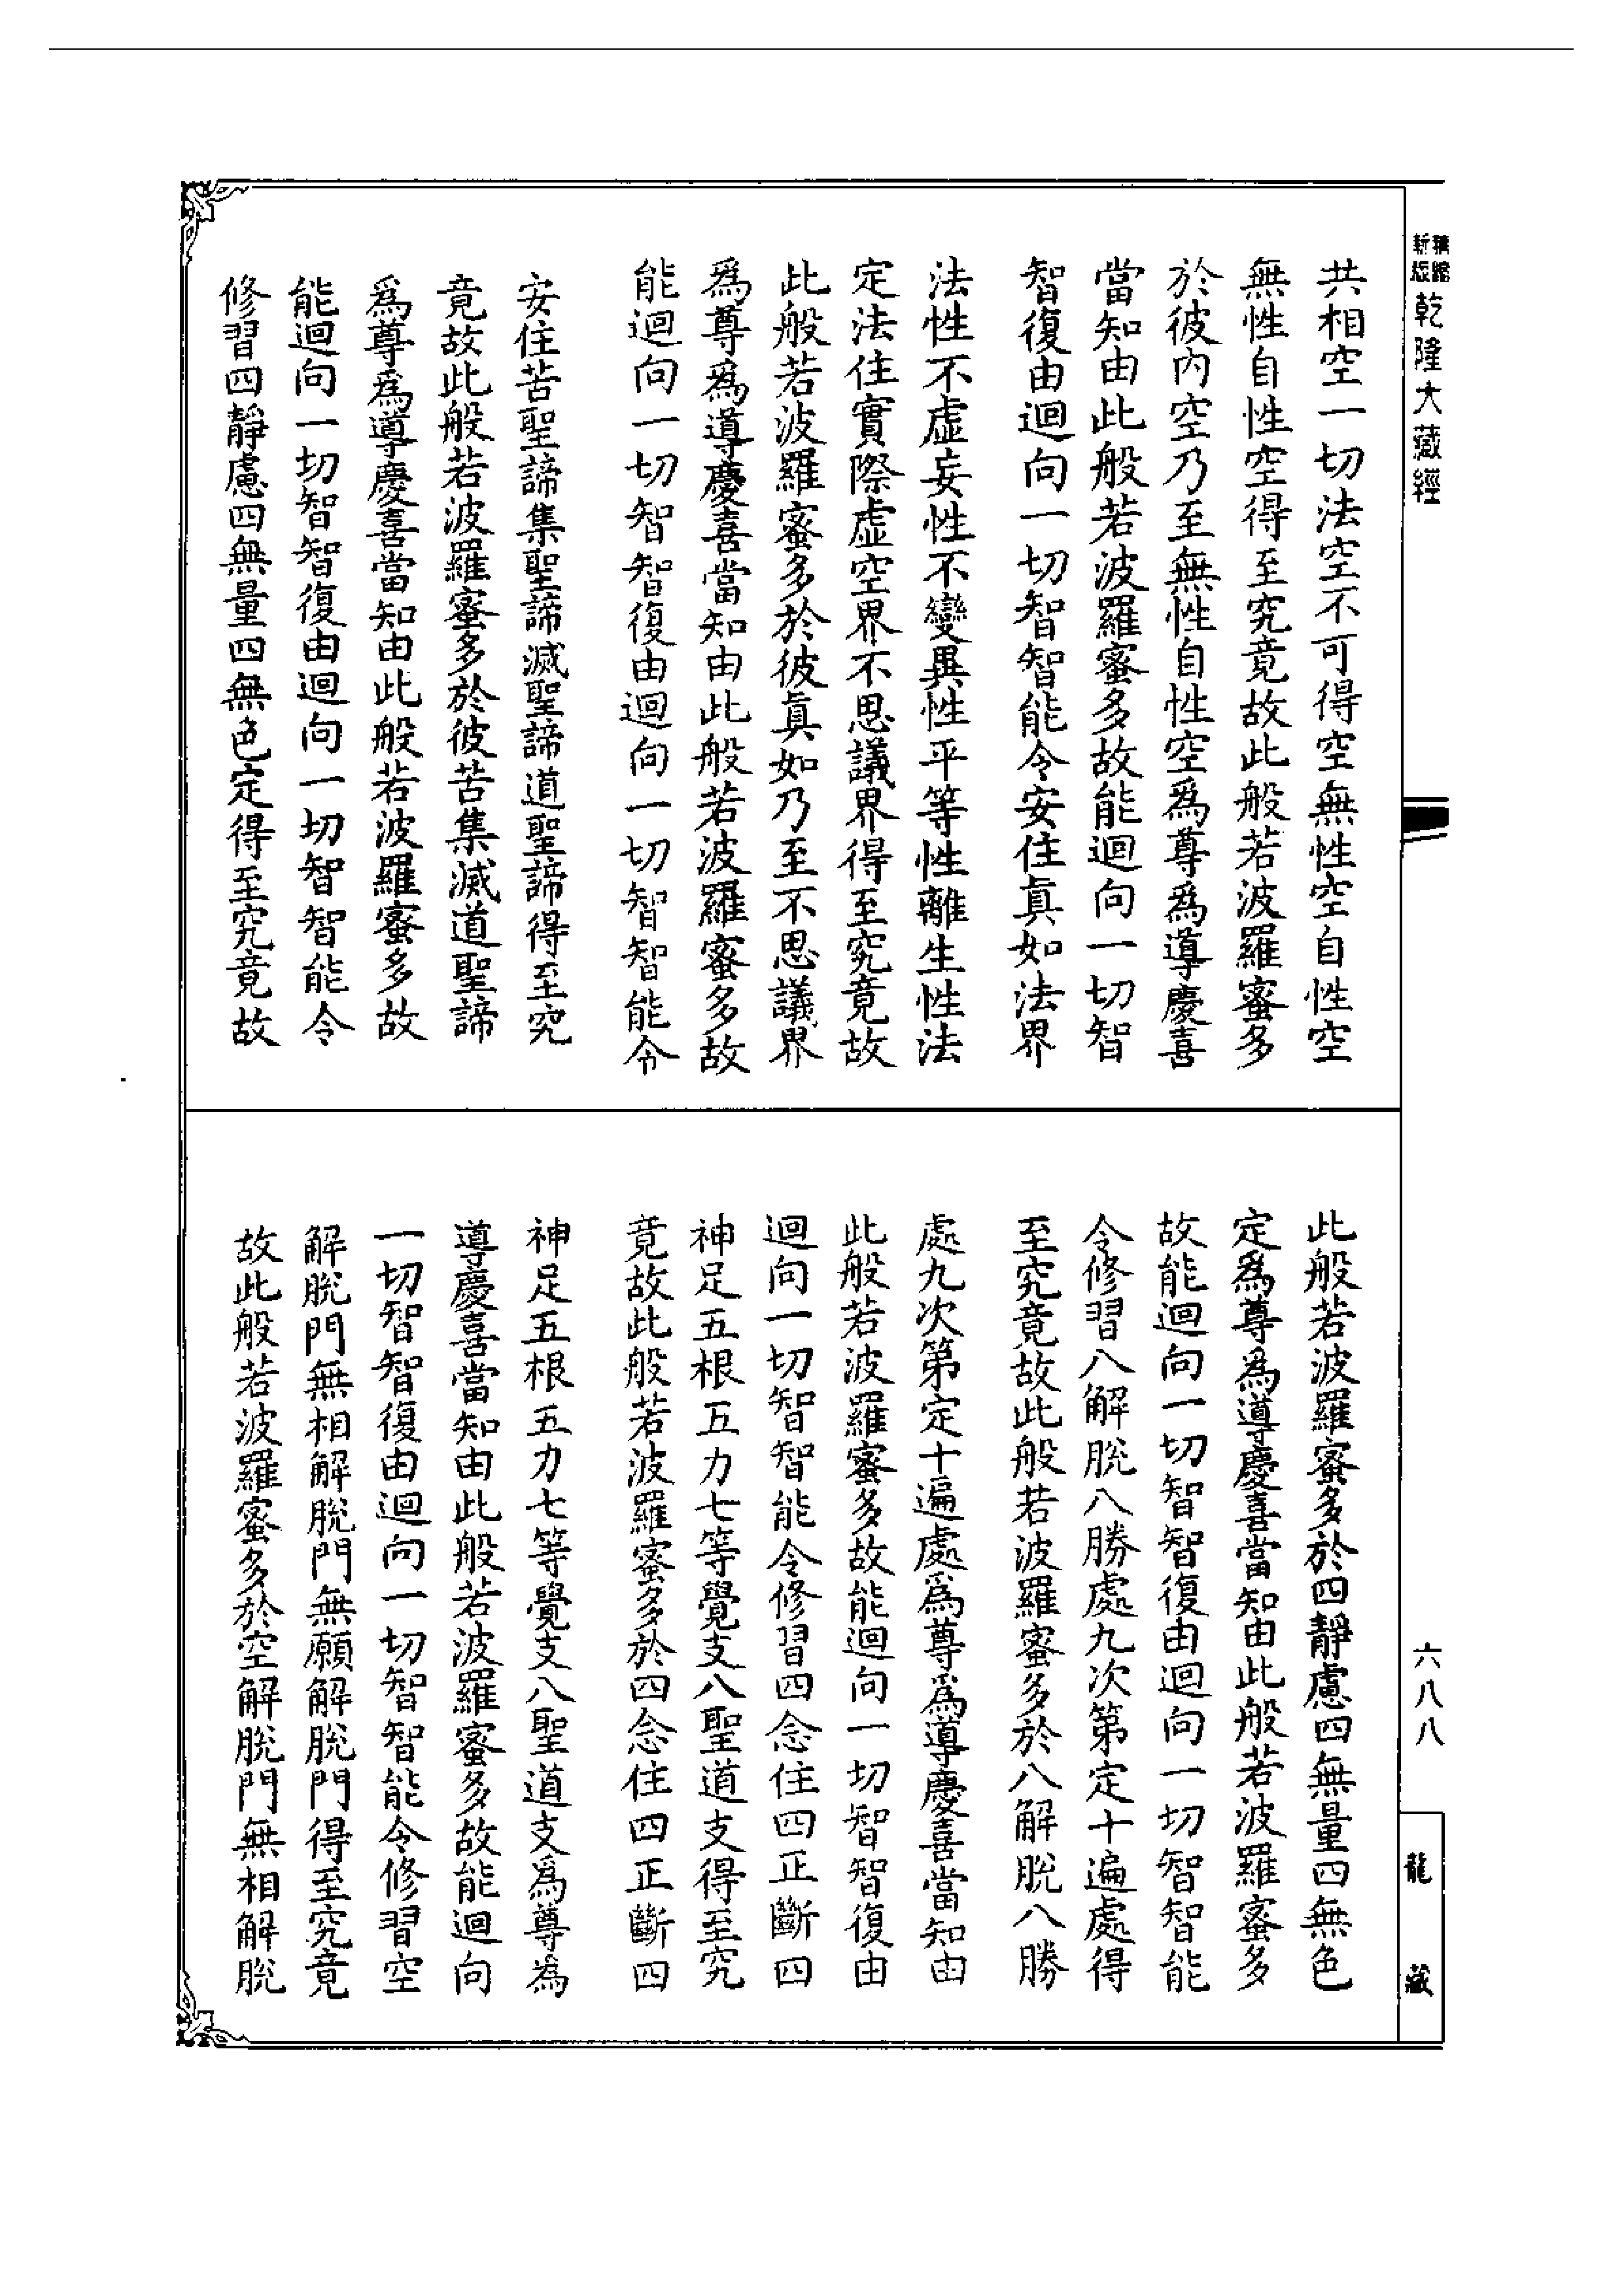 乾隆大藏經
共相空一切法空不可得空無性空自性空
無性自性空得至究竟故此般若波羅蜜多
於彼內空乃至無性自性空爲尊爲導慶喜
當知由此般若波羅蜜多故能迴向一切智
智復由迴向一切智智能令安住真如法界
法性不虛妄性不變異性平等性離生性法
定法住實際虛空界不思議界得至究竟故
此般若波羅蜜多於彼真如乃至不思議界
爲尊爲導慶喜當知由此般若波羅蜜多故
能迴向一切智智復由迴向一切智智能令
安住苦聖諦集聖諦滅聖諦道聖諦得至究
竟故此般若波羅蜜多於彼苦集滅道聖諦
爲尊爲導慶喜當知由此般若波羅蜜多故
能迴向一切智智復由迴向一切智智能令
修習四靜慮四無量四無色定得至究竟故
此般若波羅蜜多於四靜慮四無量四無色
定爲尊爲導慶喜當知由此般若波羅蜜多
故能迴向一切智智復由迴向一切智智能
令修習八解脫八勝處九次第定十遍處得
至究竟故此般若波羅蜜多於八解脫八勝
處九次第定十遍處爲尊爲導慶喜當知由
此般若波羅蜜多故能迴向一切智智復由
迴向一切智智能令修習四念住四正斷四
神足五根五力七等覺支八聖道支得至究
竟故此般若波羅蜜多於四念住四正斷四
神足五根五力七等覺支八聖道支爲尊爲
導慶喜當知由此般若波羅蜜多故能迴向
一切智智復由迴向一切智智能令修習空
解脫門無相解脫門無願解脫門得至究竟
故此般若波羅蜜多於空解脫門無相解脫
六八八
龍藏